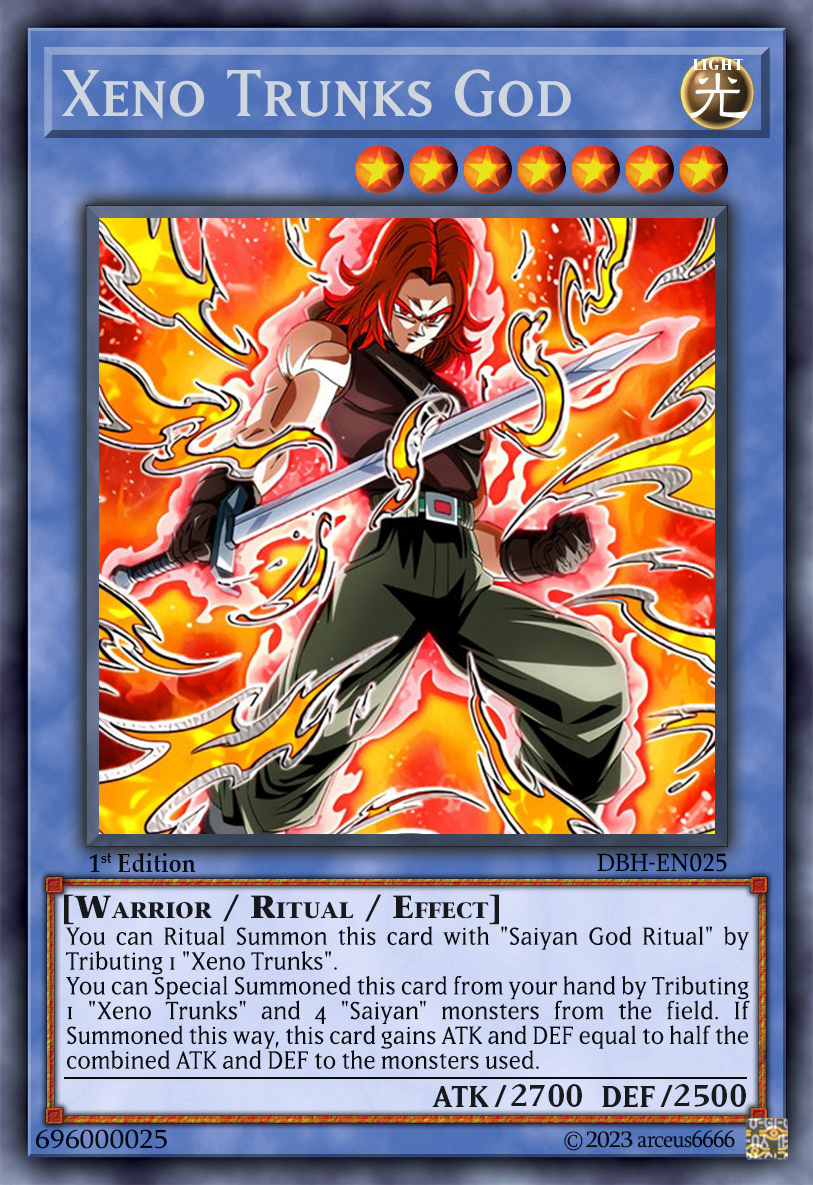 Xeno Trunks God
LIGHT
光
1st Edition
DBH-EN025
[Warrior / Ritual / Effect]
You can Ritual Summon this card with "Saiyan God Ritual" by
Tributing 1 "Xeno Trunks".
You can Special Summoned this card from your hand by Tributing
1 "Xeno Trunks" and 4 "Saiyan" monsters from the field. If
Summoned this way, this card gains ATK and DEF equal to half the
combined ATK and DEF to the monsters used.
ATK/2700 DEF/2500
696000025
©2023 arceus6666